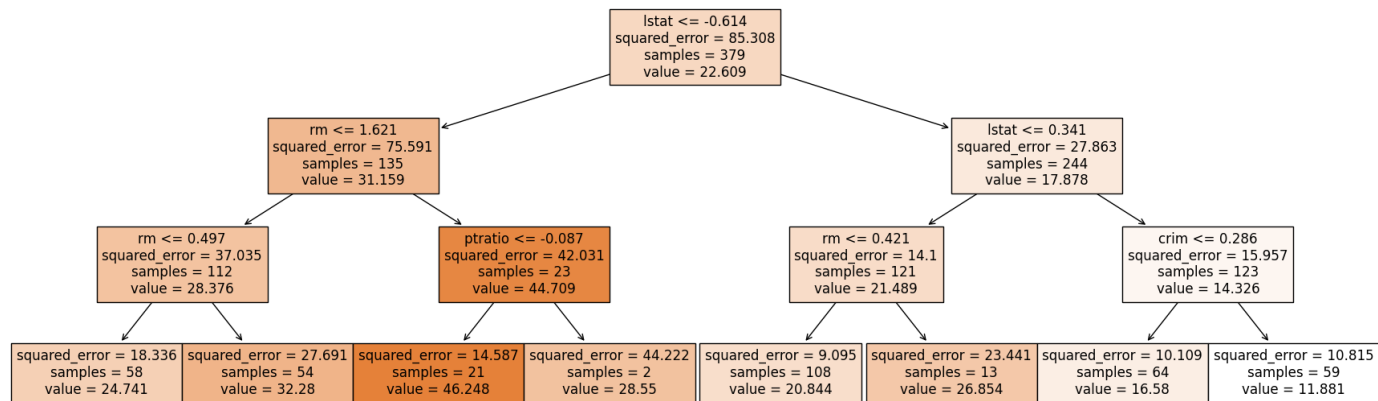 lstat <= -0.614
squared_error = 85.308
samples = 379
value = 22.609
rm <= 1.621
squared_error = 75.591
samples = 135
value = 31.159
lstat <= 0.341
squared_error = 27.863
samples = 244
value = 17.878
rm <= 0.497
squared_error = 37.035
samples = 112
value = 28.376
ptratio <= -0.087
squared_error = 42.031
samples = 23
value = 44.709
rm <= 0.421
squared_error = 14.1
samples = 121
value = 21.489
crim <= 0.286
squared_error = 15.957
samples = 123
value = 14.326
squared_error = 18.336
samples = 58
value = 24.741
squared_error = 27.691
samples = 54
value = 32.28
squared_error = 14.587
samples = 21
value = 46.248
squared_error = 44.222
samples = 2
value = 28.55
squared_error = 9.095
samples = 108
value = 20.844
squared_error = 23.441
samples = 13
value = 26.854
squared_error = 10.109
samples = 64
value = 16.58
squared_error = 10.815
samples = 59
value = 11.881